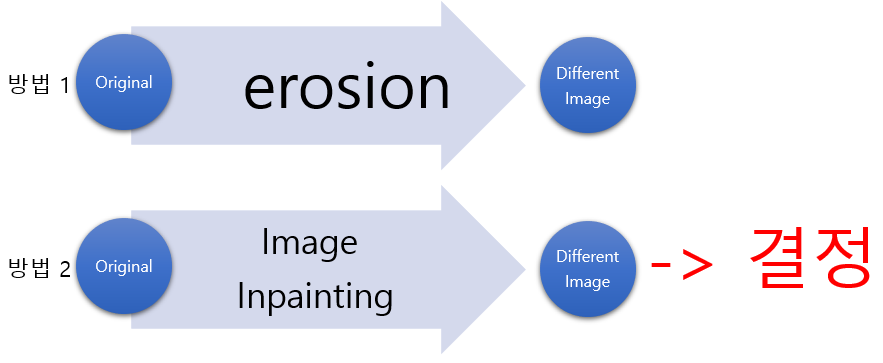 방법 1
Original
erosion
Different
Image
방법 2
Original
Image
Inpainting
Different
Image
-> 결정